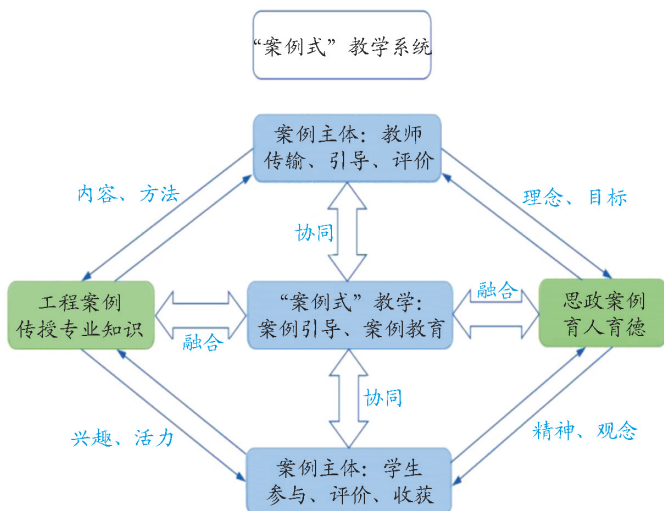 “案例式”教学系统
案例主体：教师
传输、引导、评价
内容、方法
理念、目标
协同
工程案例
传授专业知识
融合
“案例式”教学：
案例引导、案例教育
融合
思政案例
育人育德
协同
兴趣、活力
精神、观念
案例主体：学生
参与、评价、收获